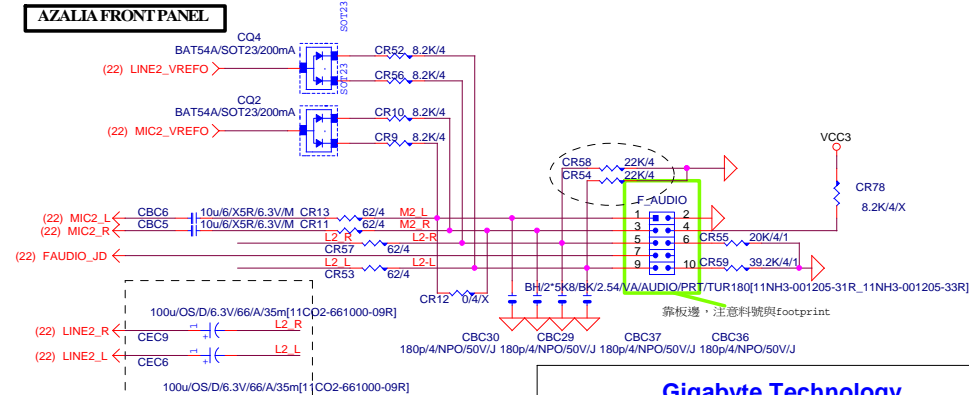 AZALIA FRONT PANEL
SOT23
CQ4
BAT54A/SOT23/200mA
CR52 8.2K/4
(22) LINE2_VREFO
CR56 8.2K/4
SOT23
CQ2
BAT54A/SOT23/200mA
CR10 8.2K/4
(22) MIC2_VREFO
CR9 8.2K/4
VCC3
CR58 22K/4
CR54 22K/4
CR78
8.2K/4/X
F_AUDIO
(22) MIC2_L CBC6 10u/6/X5R/6.3V/M CR13 62/4 M2_L 1 2
(22) MIC2_R CBC5 10u/6/X5R/6.3V/M CR11 62/4 M2_R 3 4
L2_R L2-R 5 6 CR55 20K/4/1
CR57 62/4
(22) FAUDIO_JD 7
L2_L L2-L 9 10 CR59 39.2K/4/1
CR53 62/4
BH/2*5K8/BK/2.54/VA/AUDIO/PRT/TUR180[11NH3-001205-31R_11NH3-001205-33R]
CR12 0/4/X
靠板邊，注意料號與footprint
100u/OS/D/6.3V/66/A/35m[11CO2-661000-09R]
(22) LINE2_R 1 + L2_R
CEC9
(22) LINE2_L 1 + L2_L
CEC6
100u/OS/D/6.3V/66/A/35m[11CO2-661000-09R]
CBC30 CBC29 CBC37 CBC36
180p/4/NPO/50V/J 180p/4/NPO/50V/J 180p/4/NPO/50V/J 180p/4/NPO/50V/J
Gigabyte Technology